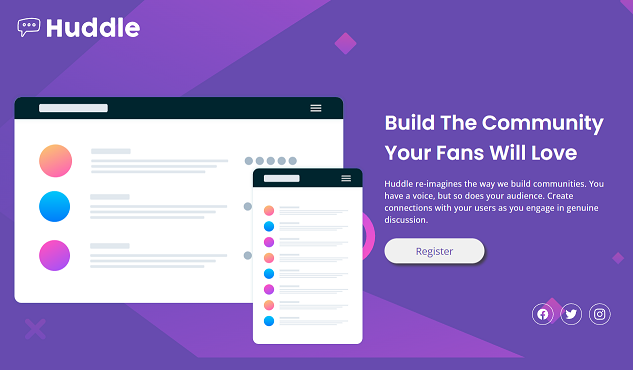 Huddle
Build The Community
Your Fans Will Love
Huddle re-imagines the way we build communities. You
have a voice, but so does your audience. Create
connections with your users as you engage in genuine
discussion.
Register